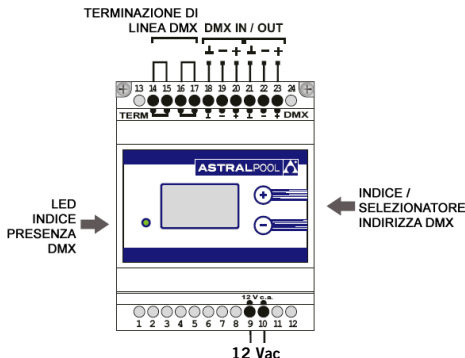 TERMINAZIONE DI
LINEA DMX
DMX IN / OUT
⊥ − + ⊥ − +
13 14 15 16 17 18 19 20 21 22 23 24
TERM ⊥ − + ⊥ − + DMX
ASTRALPOOL
+
−
LED
INDICE
PRESENZA
DMX
INDICE /
SELEZIONATORE
INDIRIZZA DMX
12 V c.a.
1 2 3 4 5 6 7 8 9 10 11 12
12 Vac